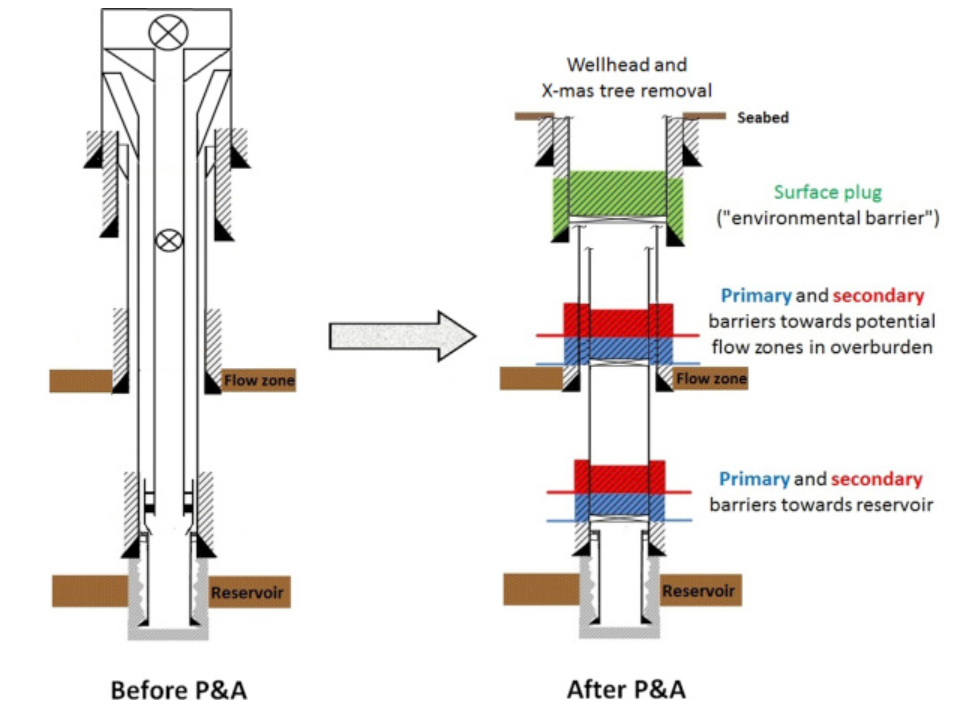 Wellhead and
X-mas tree removal
Seabed
Surface plug
("environmental barrier")
Primary and secondary
barriers towards potential
flow zones in overburden
Flow zone
Flow zone
Primary and secondary
barriers towards reservoir
Reservoir
Reservoir
Before P&A
After P&A